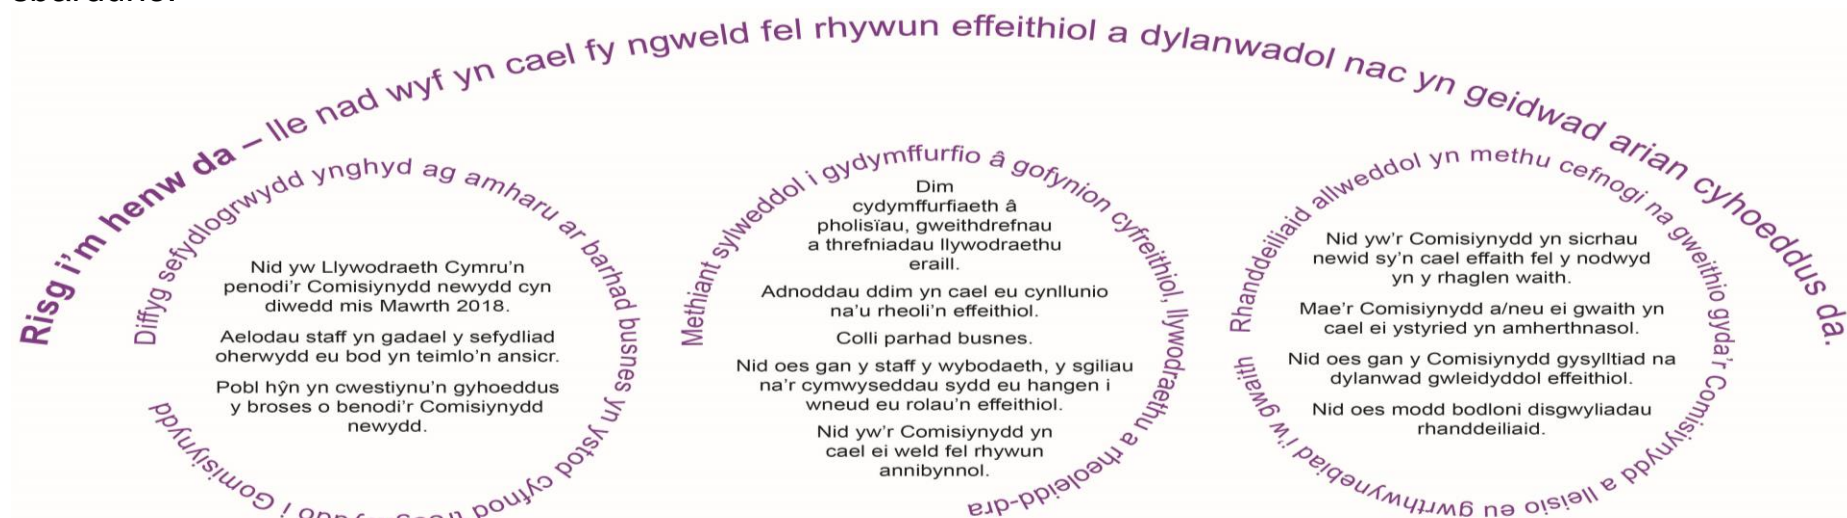 Risg i'm henw da – lle nad wyf yn cael fy ngweld fel rhywun effeithiol a dylanwadol nac yn geidwad arian cyhoeddus da.
Diffyg sefydlogrwydd ynghyd ag amharu ar barhad busnes yn ystod cyfnod i Gomisiynydd
Nid yw Llywodraeth Cymru'n
penodi'r Comisiynydd newydd cyn
diwedd mis Mawrth 2018.
Aelodau staff yn gadael y sefydliad
oherwydd eu bod yn teimlo'n ansicr.
Pobl hŷn yn cwestiynu'n gyhoeddus
y broses o benodi'r Comisiynydd
newydd.
Methiant sylweddol i gydymffurfio â gofynion cyfreithiol, llywodraethu a rheoleidd-dra
Dim
cydymffurfiaeth â
pholisïau, gweithdrefnau
a threfniadau llywodraethu
eraill.
Adnoddau ddim yn cael eu cynllunio
na'u rheoli'n effeithiol.
Colli parhad busnes.
Nid oes gan y staff y wybodaeth, y sgiliau
na'r cymwyseddau sydd eu hangen i
wneud eu rolau'n effeithiol.
Nid yw'r Comisiynydd yn
cael ei weld fel rhywun
annibynnol.
Rhanddeiliaid allweddol yn methu cefnogi na gweithio gyda'r Comisiynydd a lleisio eu gwrthwynebiad i'w gwaith
Nid yw'r Comisiynydd yn sicrhau
newid sy'n cael effaith fel y nodwyd
yn y rhaglen waith.
Mae'r Comisiynydd a/neu ei gwaith yn
cael ei ystyried yn amherthnasol.
Nid oes gan y Comisiynydd gysylltiad na
dylanwad gwleidyddol effeithiol.
Nid oes modd bodloni disgwyliadau
rhanddeiliaid.